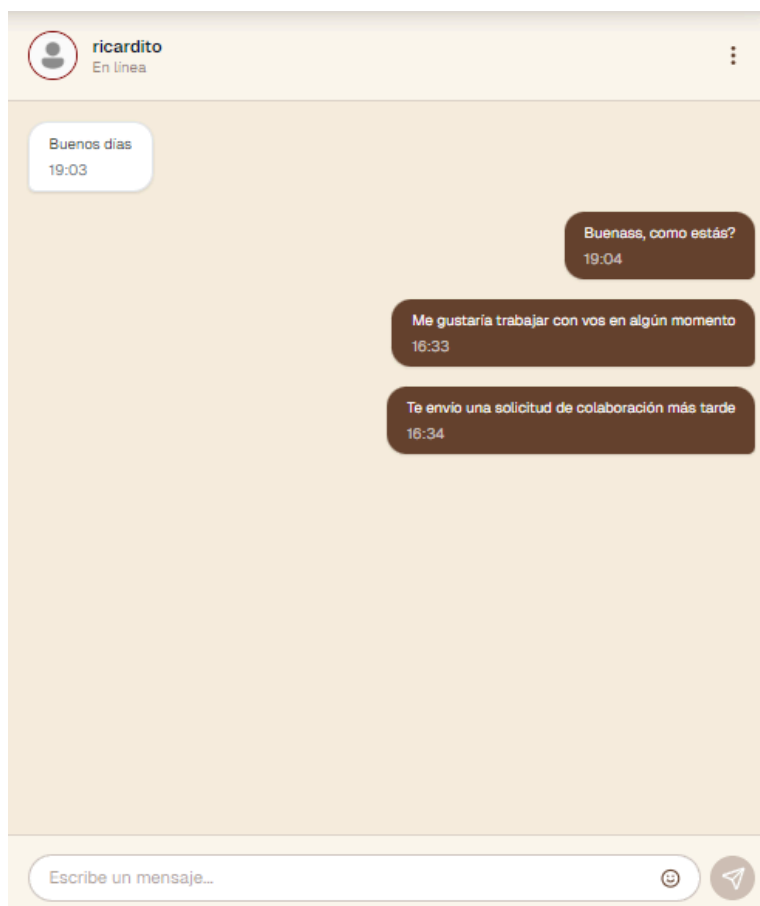 ricardito
En línea
Buenos días
19:03
Buenass, como estás?
19:04
Me gustaría trabajar con vos en algún momento
16:33
Te envio una solicitud de colaboración más tarde
16:34
Escribe un mensaje...